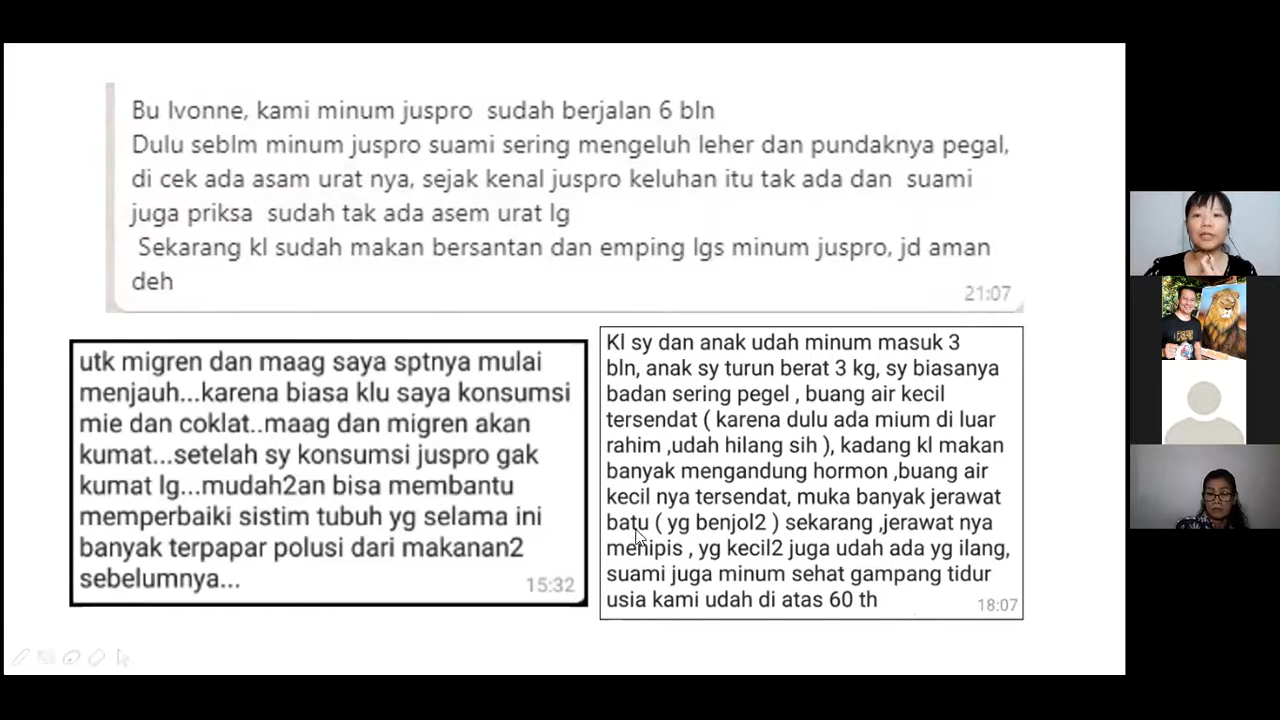 Bu Ivonne, kami minum juspro sudah berjalan 6 bln
Dulu seblm minum juspro suami sering mengeluh leher dan pundaknya pegal,
di cek ada asam urat nya, sejak kenal juspro keluhan itu tak ada dan suami
juga priksa sudah tak ada asem urat lg
Sekarang kl sudah makan bersantan dan emping lgs minum juspro, jd aman
deh
21:07
utk migren dan maag saya sptnya mulai
menjauh...karena biasa klu saya konsumsi
mie dan coklat..maag dan migren akan
kumat...setelah sy konsumsi juspro gak
kumat lg...mudah2an bisa membantu
memperbaiki sistim tubuh yg selama ini
banyak terpapar polusi dari makanan2
sebelumnya...
15:32
Kl sy dan anak udah minum masuk 3
bln, anak sy turun berat 3 kg, sy biasanya
badan sering pegel , buang air kecil
tersendat ( karena dulu ada mium di luar
rahim ,udah hilang sih ), kadang kl makan
banyak mengandung hormon ,buang air
kecil nya tersendat, muka banyak jerawat
batu ( yg benjol2 ) sekarang ,jerawat nya
menipis , yg kecil2 juga udah ada yg ilang,
suami juga minum sehat gampang tidur
usia kami udah di atas 60 th
18:07